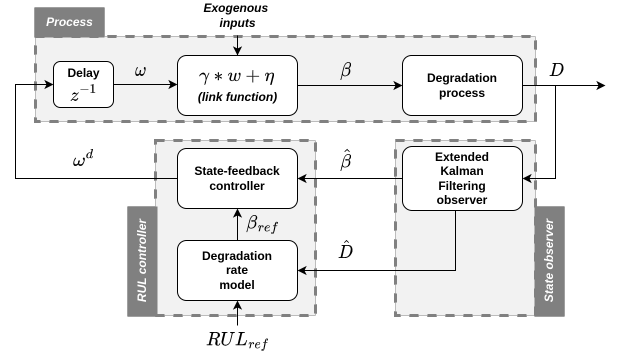 Exogenous
inputs
Process
Delay
z⁻¹
ω
γ * w + η
(link function)
β
Degradation
process
D
ω^d
State-feedback
controller
β̂
Extended
Kalman
Filtering
observer
β_ref
RUL controller
Degradation
rate
model
D̂
State observer
RUL_ref